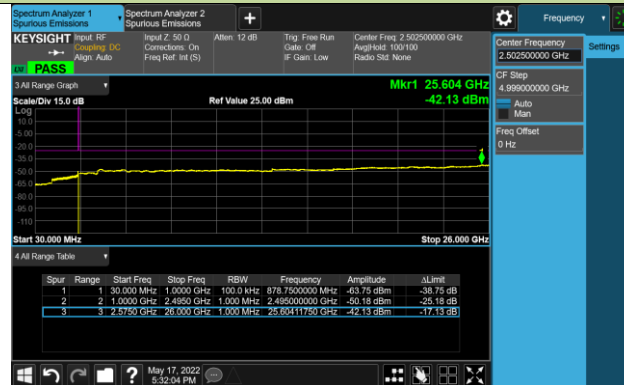 Spectrum Analyzer 1
Spurious Emissions
Spectrum Analyzer 2
Spurious Emissions
Frequency
KEYSIGHT
Input: RF
Coupling: DC
Align: Auto
Input Z: 50 Ω
Corrections: On
Freq Ref: Int (S)
Atten: 12 dB
Trig: Free Run
Gate: Off
IF Gain: Low
Center Freq: 2.502500000 GHz
Avg|Hold: 100/100
Radio Std: None
PASS
Center Frequency
2.502500000 GHz
Settings
CF Step
4.999000000 GHz
Auto
Man
Freq Offset
0 Hz
3 All Range Graph
Mkr1 25.604 GHz
Scale/Div 15.0 dB
Ref Value 25.00 dBm
-42.13 dBm
Log
10.0
-5.00
-20.0
-35.0
-50.0
-65.0
-80.0
-95.0
-110
1
Start 30.000 MHz
Stop 26.000 GHz
4 All Range Table
Spur Range Start Freq Stop Freq RBW Frequency Amplitude ΔLimit
1 1 30.000 MHz 1.0000 GHz 100.0 kHz 878.7500000 MHz -63.75 dBm -38.75 dB
2 2 1.0000 GHz 2.4950 GHz 1.000 MHz 2.495000000 GHz -50.18 dBm -25.18 dB
3 3 2.5750 GHz 26.000 GHz 1.000 MHz 25.60411750 GHz -42.13 dBm -17.13 dB
May 17, 2022
5:32:04 PM